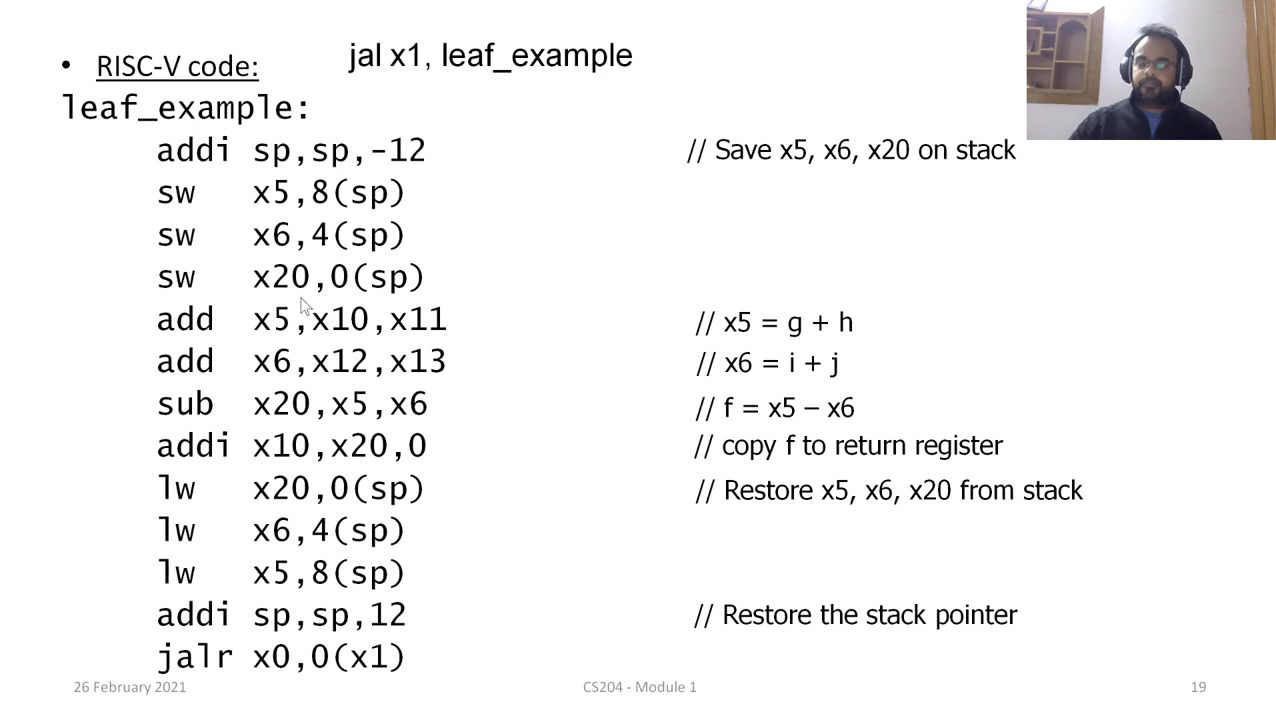 • RISC-V code: jal x1, leaf_example
leaf_example:
addi sp,sp,-12 // Save x5, x6, x20 on stack
sw x5,8(sp)
sw x6,4(sp)
sw x20,0(sp)
add x5,x10,x11 // x5 = g + h
add x6,x12,x13 // x6 = i + j
sub x20,x5,x6 // f = x5 – x6
addi x10,x20,0 // copy f to return register
lw x20,0(sp) // Restore x5, x6, x20 from stack
lw x6,4(sp)
lw x5,8(sp)
addi sp,sp,12 // Restore the stack pointer
jalr x0,0(x1)
26 February 2021 CS204 - Module 1 19